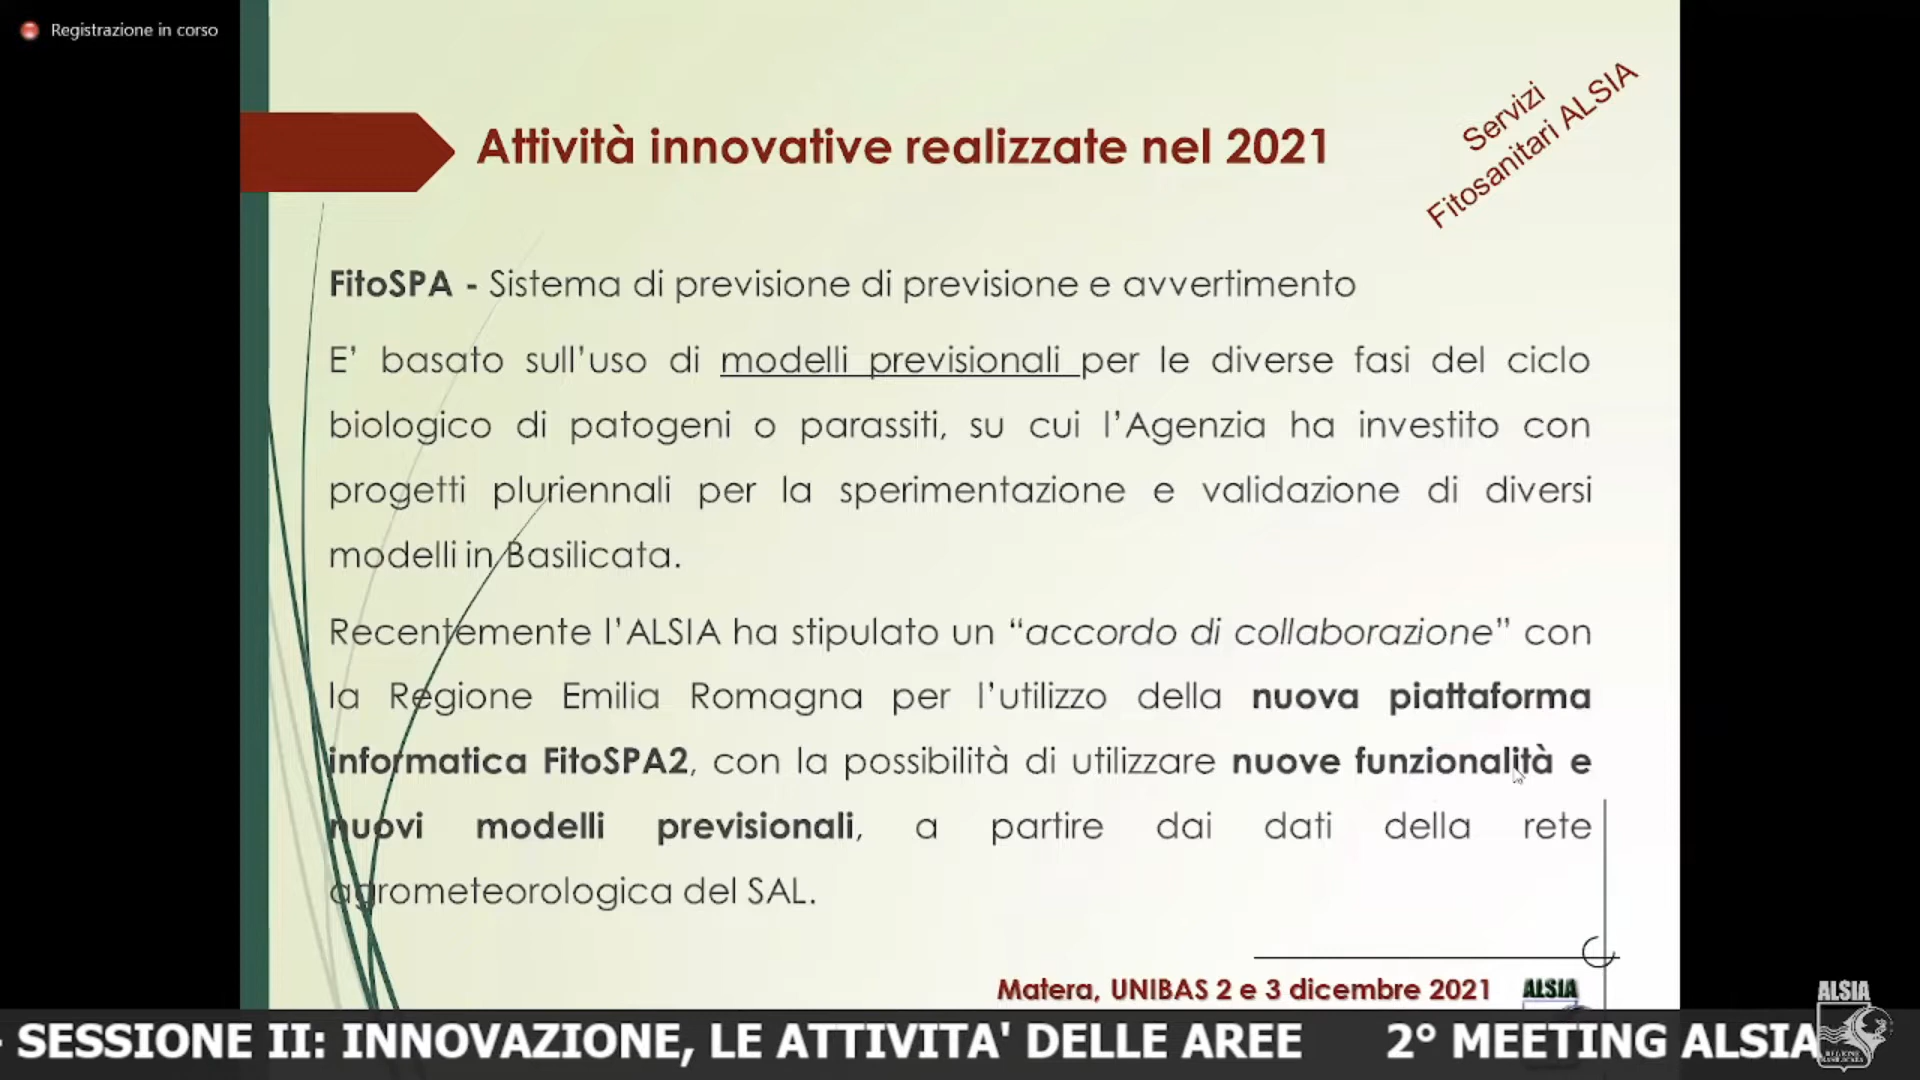 Registrazione in corso
Servizi
Fitosanitari ALSIA
Attività innovative realizzate nel 2021
FitoSPA - Sistema di previsione di previsione e avvertimento
E’ basato sull’uso di modelli previsionali per le diverse fasi del ciclo
biologico di patogeni o parassiti, su cui l’Agenzia ha investito con
progetti pluriennali per la sperimentazione e validazione di diversi
modelli in Basilicata.
Recentemente l’ALSIA ha stipulato un “accordo di collaborazione” con
la Regione Emilia Romagna per l’utilizzo della nuova piattaforma
informatica FitoSPA2, con la possibilità di utilizzare nuove funzionalità e
nuovi modelli previsionali, a partire dai dati della rete
agrometeorologica del SAL.
Matera, UNIBAS 2 e 3 dicembre 2021
ALSIA
ALSIA
REGIONE
BASILICATA
- SESSIONE II: INNOVAZIONE, LE ATTIVITA' DELLE AREE 2° MEETING ALSIA